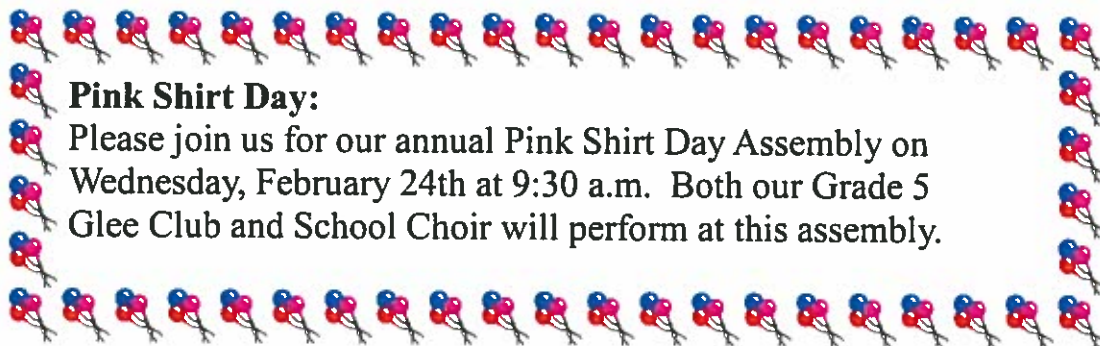 Pink Shirt Day:
Please join us for our annual Pink Shirt Day Assembly on
Wednesday, February 24th at 9:30 a.m.  Both our Grade 5
Glee Club and School Choir will perform at this assembly.